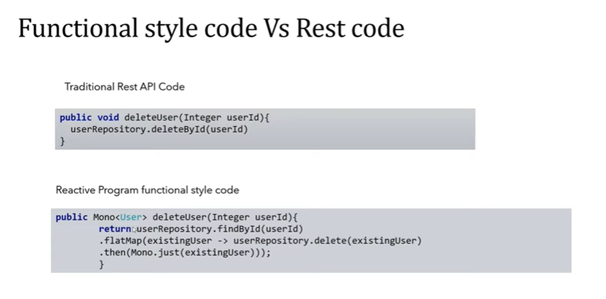 Functional style code Vs Rest code
Traditional Rest API Code
public void deleteUser(Integer userId){
userRepository.deleteById(userId)
}
Reactive Program functional style code
public Mono<User> deleteUser(Integer userId){
return userRepository.findById(userId)
.flatMap(existingUser -> userRepository.delete(existingUser)
.then(Mono.just(existingUser)));
}